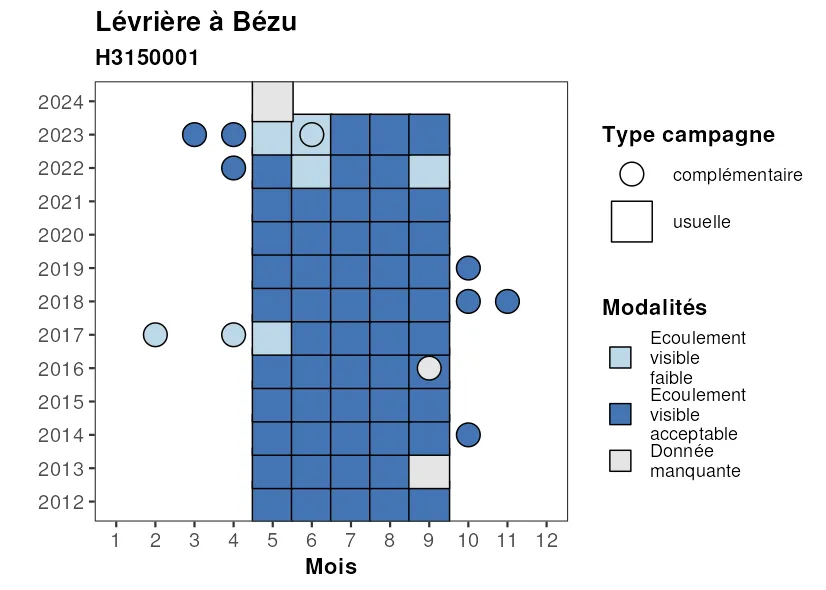 Lévrière à Bézu
H3150001
2024
2023
2022
2021
2020
2019
2018
2017
2016
2015
2014
2013
2012
1 2 3 4 5 6 7 8 9 10 11 12
Mois
Type campagne
complémentaire
usuelle
Modalités
Ecoulement
visible
faible
Ecoulement
visible
acceptable
Donnée
manquante